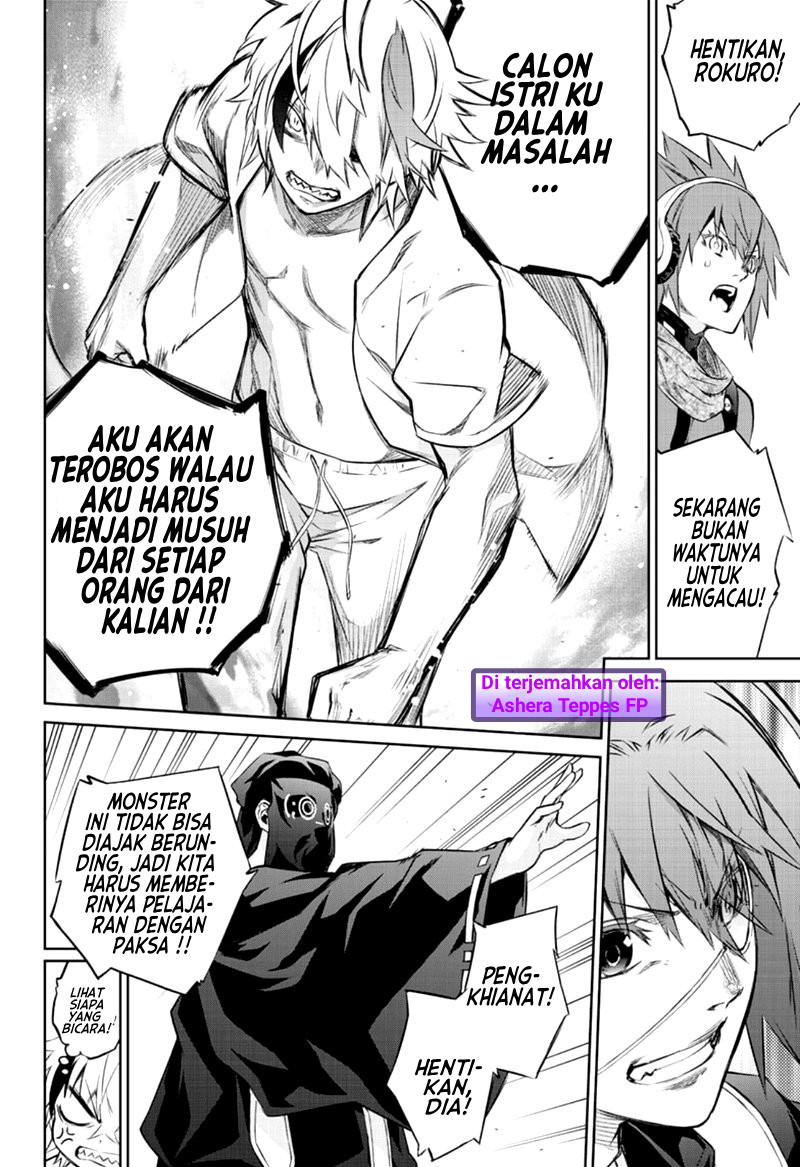 HENTIKAN,
ROKURO!
SEKARANG
BUKAN
WAKTUNYA
UNTUK
MENGACAU!
CALON
ISTRI KU
DALAM
MASALAH
...
AKU AKAN
TEROBOS WALAU
AKU HARUS
MENJADI MUSUH
DARI SETIAP
ORANG DARI
KALIAN !!
Di terjemahkan oleh:
Ashera Teppes FP
PENG-
KHIANAT!
HENTI-
KAN,
DIA!
MONSTER
INI TIDAK BISA
DIAJAK BERUN-
DING, JADI KITA
HARUS MEMBE-
RINYA PELAJA-
RAN DENGAN
PAKSA !!
LIHAT
SIAPA
YANG
BICARA!